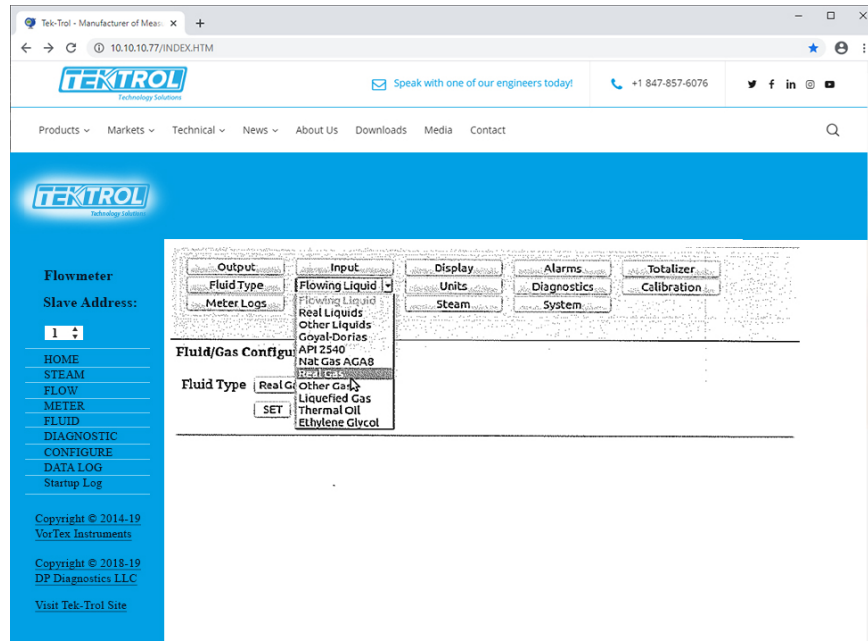 Tek-Trol - Manufacturer of Meas
10.10.10.77/INDEX.HTM
TEKTROL
Technology Solutions
Speak with one of our engineers today!
+1 847-857-6076
Products
Markets
Technical
News
About Us
Downloads
Media
Contact
TEKTROL
Technology Solutions
Flowmeter
Slave Address:
1
HOME
STEAM
FLOW
METER
FLUID
DIAGNOSTIC
CONFIGURE
DATA LOG
Startup Log
Copyright © 2014-19
VorTex Instruments
Copyright © 2018-19
DP Diagnostics LLC
Visit Tek-Trol Site
Output Input Display Alarms Totalizer
Fluid Type Flowing Liquid Units Diagnostics Calibration
Meter Logs Steam System
Flowing Liquid
Real Liquids
Other Liquids
Goyal-Dorias
API 2540
Nat Gas AGA8
Real Gas
Other Gas
Liquefied Gas
Thermal Oil
Ethylene Glycol
Fluid/Gas Configu
Fluid Type Real Ga
SET